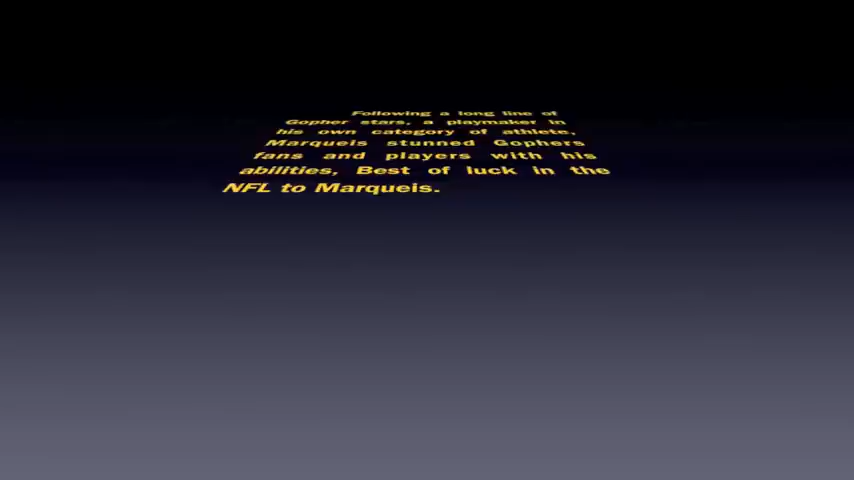 Following a long line of
Gopher stars, a playmaker in
his own category of athlete,
Marqueis stunned Gophers
fans and players with his
abilities, Best of luck in the
NFL to Marqueis.